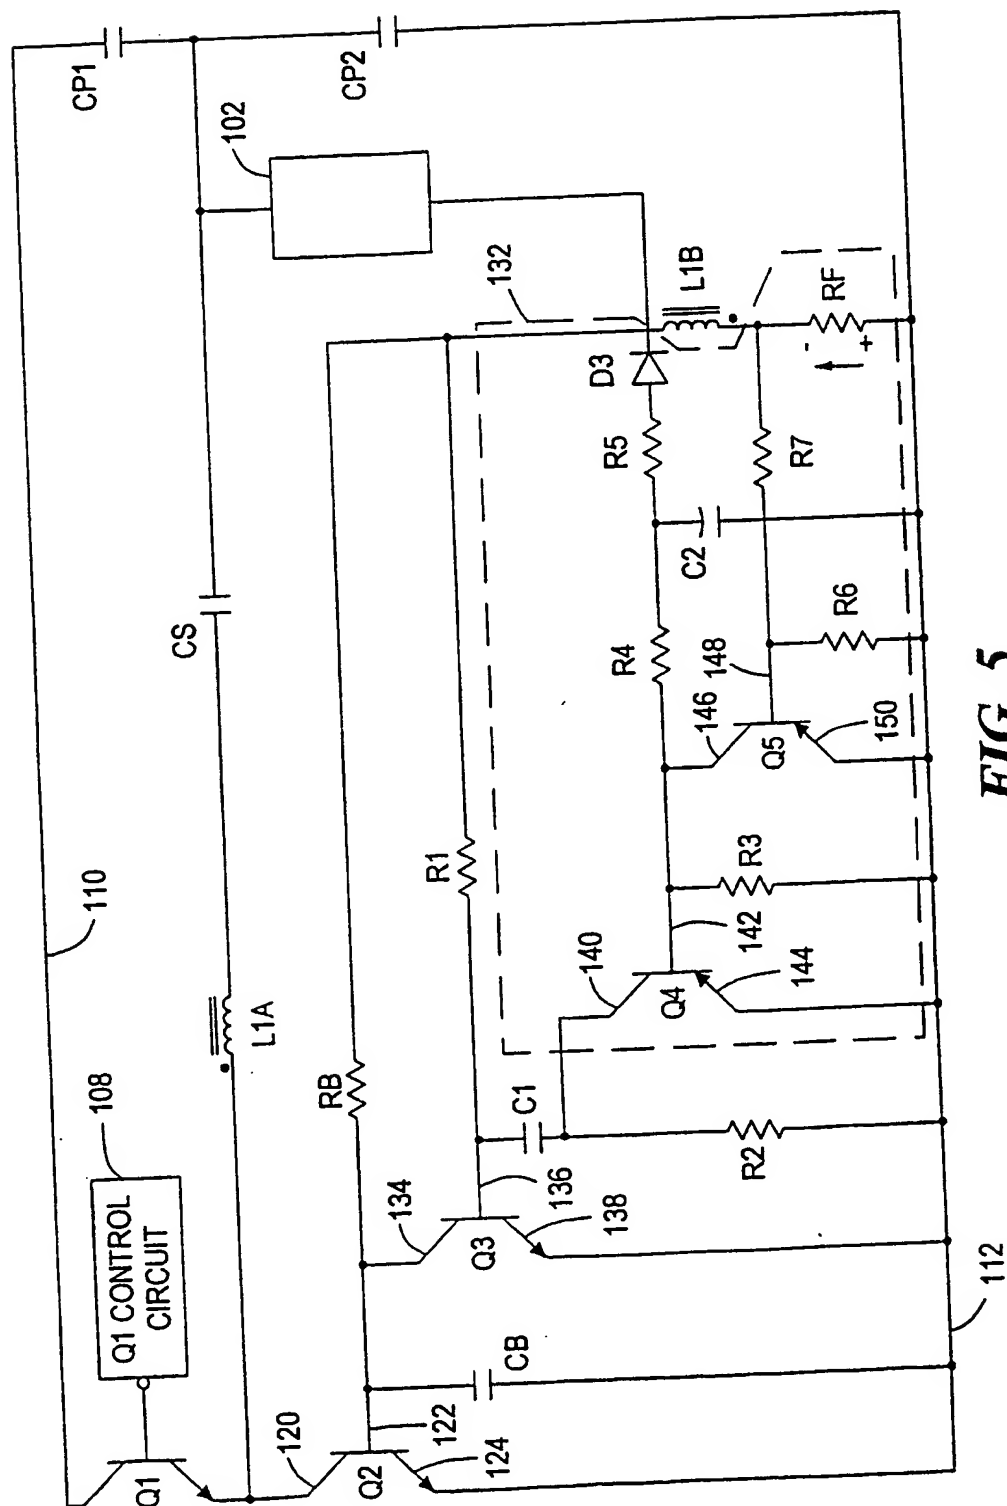 CP1
CP2
102
132
L1B
RF
-
+
D3
R5
R7
C2
CS
R4
148
R6
146
Q5
150
110
R1
R3
142
140
Q4
144
L1A
RB
C1
R2
108
Q1 CONTROL
CIRCUIT
134
136
138
Q3
CB
112
Q1
120
122
124
Q2
FIG. 5